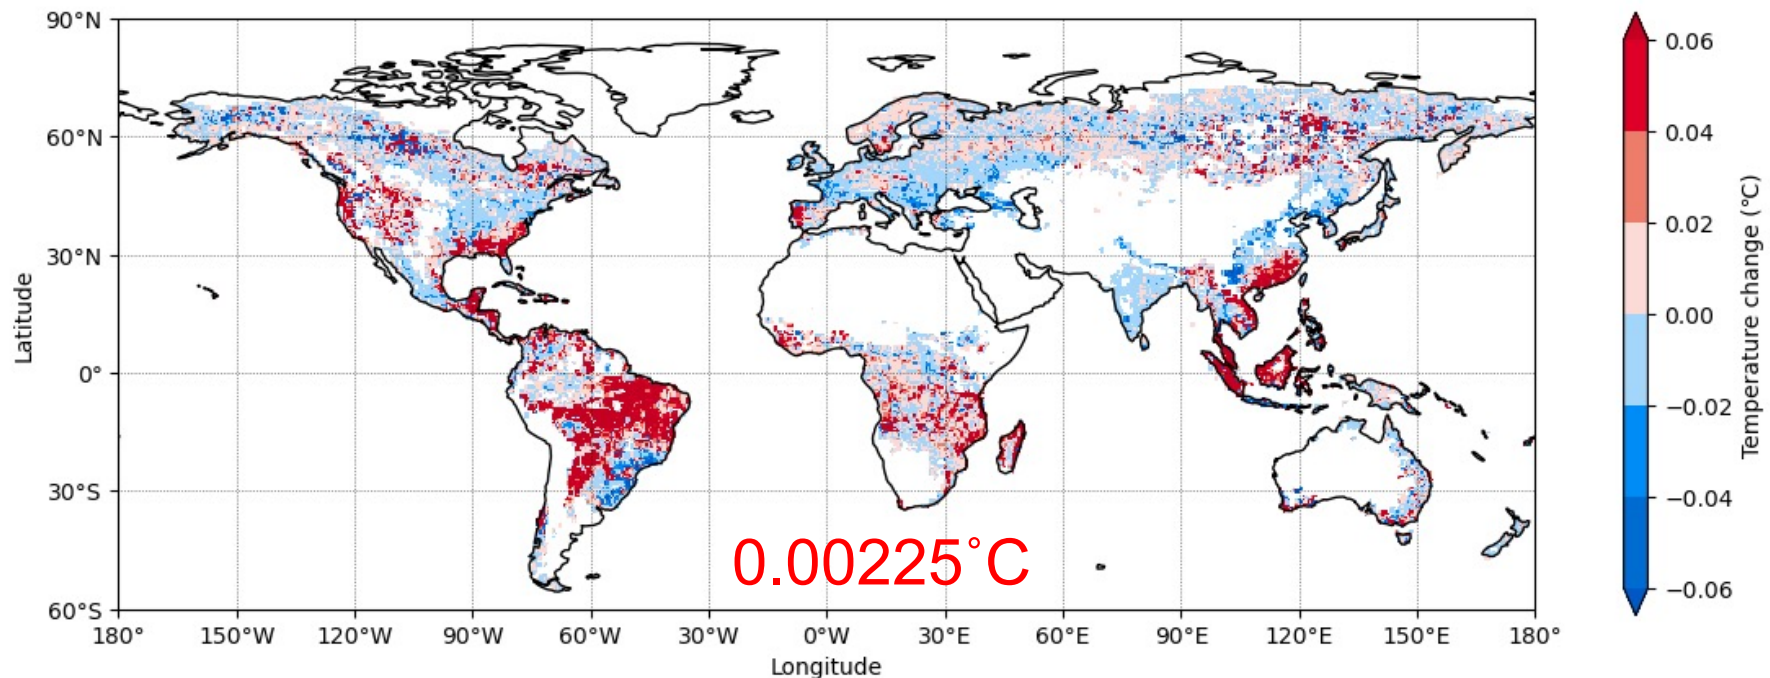 90°N
60°N
30°N
0°
30°S
60°S
Latitude
180°
150°W
120°W
90°W
60°W
30°W
0°W
30°E
60°E
90°E
120°E
150°E
180°
Longitude
0.00225°C
0.06
0.04
0.02
0.00
−0.02
−0.04
−0.06
Temperature change (°C)